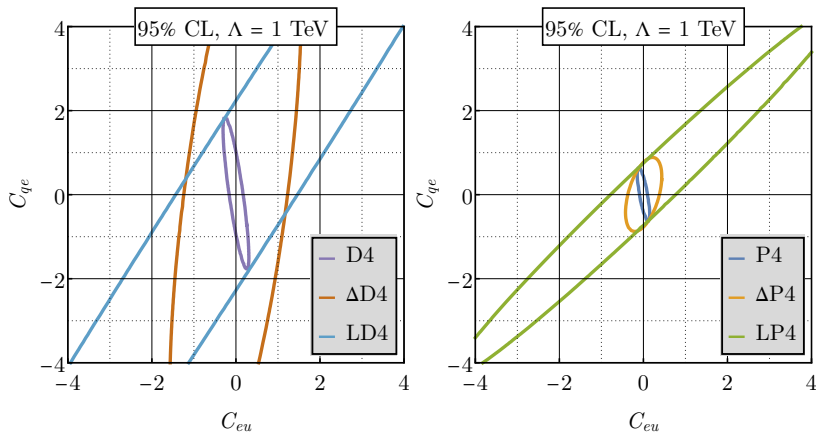 95% CL, Λ = 1 TeV
4
2
0
−2
−4
C_qe
−4
−2
0
2
4
C_eu
D4
ΔD4
LD4
95% CL, Λ = 1 TeV
4
2
0
−2
−4
C_qe
−4
−2
0
2
4
C_eu
P4
ΔP4
LP4